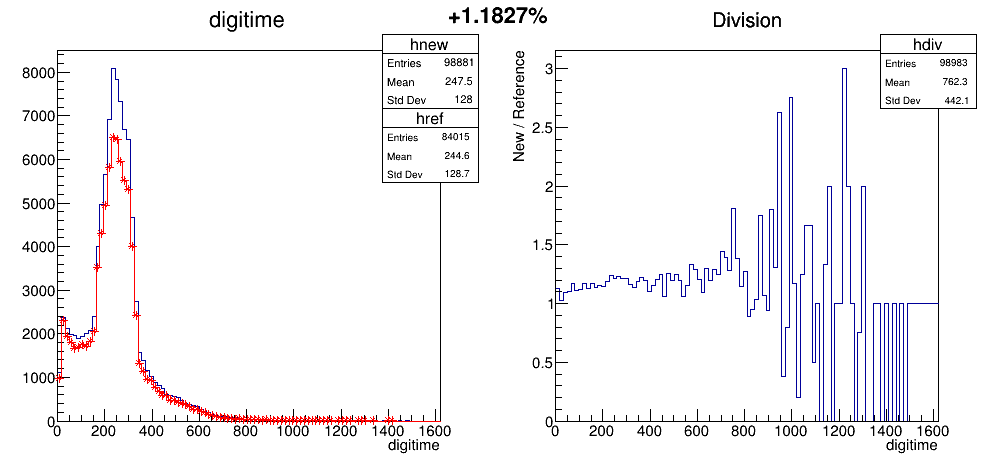 digitime
+1.1827%
Division
hnew
Entries 98881
Mean 247.5
Std Dev 128
href
Entries 84015
Mean 244.6
Std Dev 128.7
8000
7000
6000
5000
4000
3000
2000
1000
0
0 200 400 600 800 1000 1200 1400 1600
digitime
hdiv
Entries 98983
Mean 762.3
Std Dev 442.1
New / Reference
3
2.5
2
1.5
1
0.5
0
0 200 400 600 800 1000 1200 1400 1600
digitime